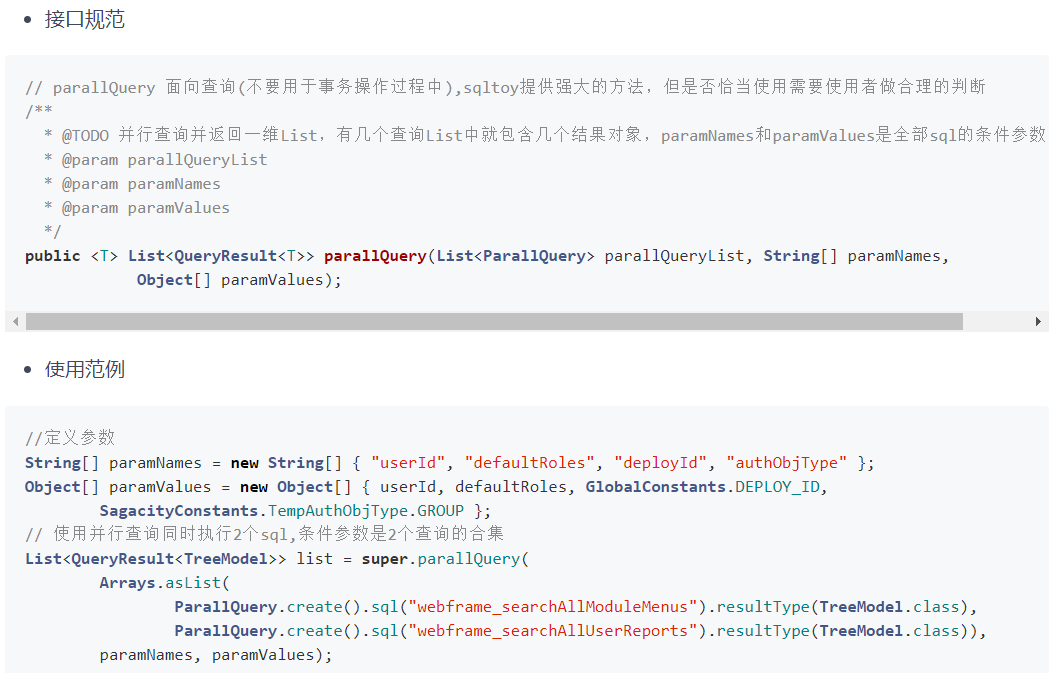 • 接口规范
// parallQuery 面向查询(不要用于事务操作过程中),sqltoy提供强大的方法，但是否恰当使用需要使用者做合理的判断
/**
  * @TODO 并行查询并返回一维List，有几个查询List中就包含几个结果对象，paramNames和paramValues是全部sql的条件参数
  * @param parallQueryList
  * @param paramNames
  * @param paramValues
  */
public <T> List<QueryResult<T>> parallQuery(List<ParallQuery> parallQueryList, String[] paramNames,
            Object[] paramValues);
• 使用范例
//定义参数
String[] paramNames = new String[] { "userId", "defaultRoles", "deployId", "authObjType" };
Object[] paramValues = new Object[] { userId, defaultRoles, GlobalConstants.DEPLOY_ID,
        SagacityConstants.TempAuthObjType.GROUP };
// 使用并行查询同时执行2个sql,条件参数是2个查询的合集
List<QueryResult<TreeModel>> list = super.parallQuery(
        Arrays.asList(
                ParallQuery.create().sql("webframe_searchAllModuleMenus").resultType(TreeModel.class),
                ParallQuery.create().sql("webframe_searchAllUserReports").resultType(TreeModel.class)),
        paramNames, paramValues);